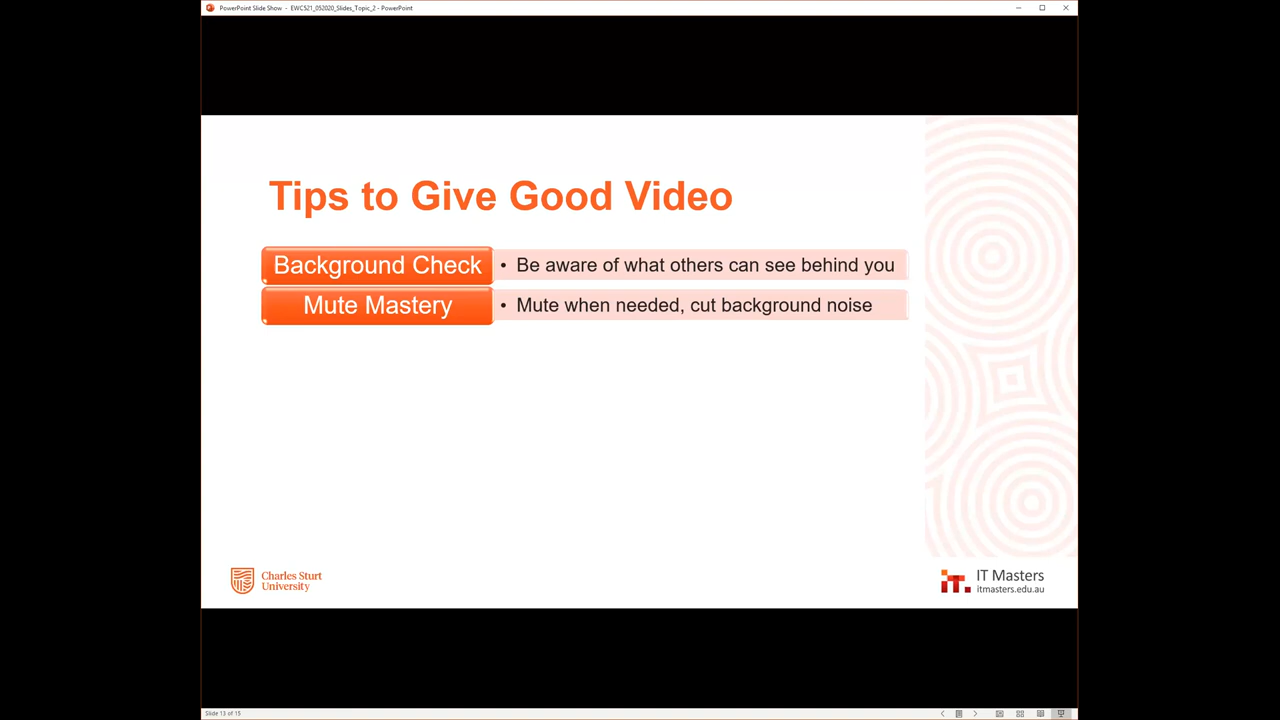 PowerPoint Slide Show - EWC521_052020_Slides_Topic_2 - PowerPoint
Tips to Give Good Video
Background Check • Be aware of what others can see behind you
Mute Mastery • Mute when needed, cut background noise
Charles Sturt
University
IT Masters
itmasters.edu.au
Slide 13 of 15